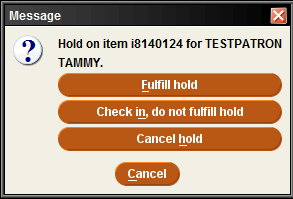 Message
Hold on item i8140124 for TESTPATRON
TAMMY.
Fulfill hold
Check in, do not fulfill hold
Cancel hold
Cancel